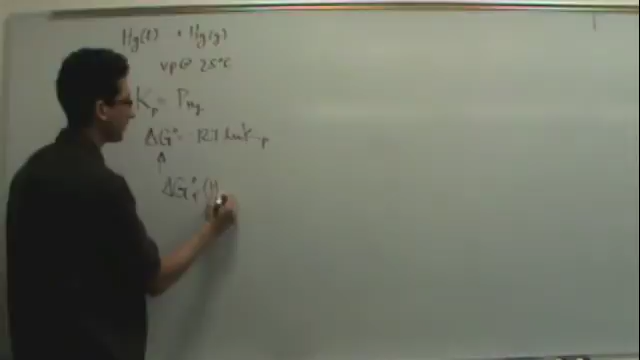 Hg(l) → Hg(g)
vp @ 25°C
Kp = PHg
ΔG° = -RT ln Kp
ΔG°f (H